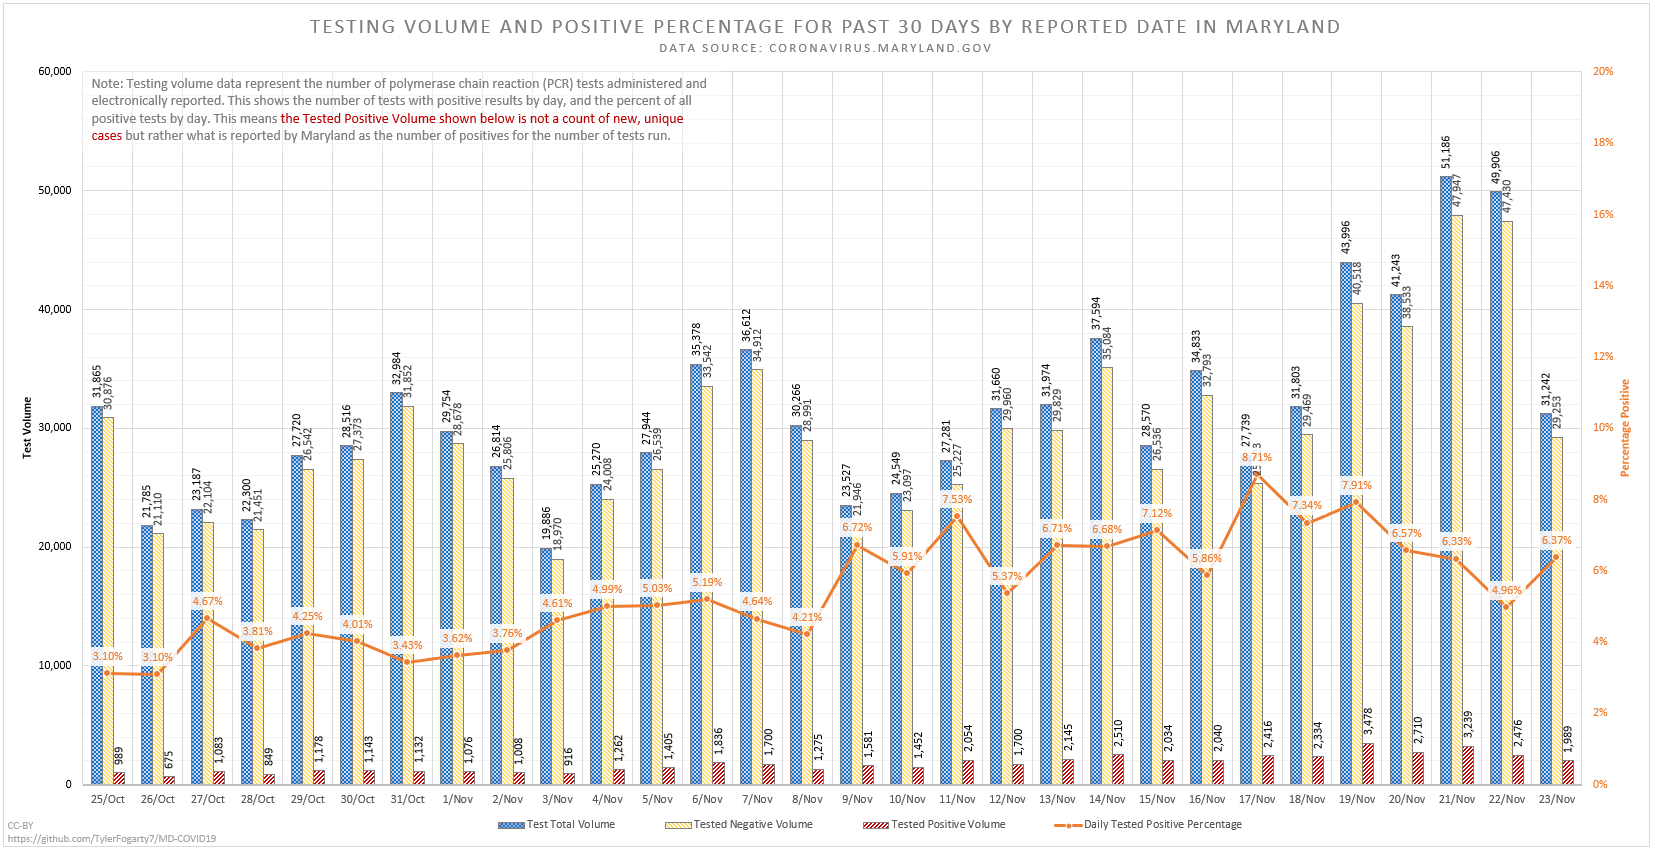 TESTING VOLUME AND POSITIVE PERCENTAGE FOR PAST 30 DAYS BY REPORTED DATE IN MARYLAND
DATA SOURCE: CORONAVIRUS.MARYLAND.GOV
Note: Testing volume data represent the number of polymerase chain reaction (PCR) tests administered and
electronically reported. This shows the number of tests with positive results by day, and the percent of all
positive tests by day. This means the Tested Positive Volume shown below is not a count of new, unique
cases but rather what is reported by Maryland as the number of positives for the number of tests run.
Test Volume
60,000
50,000
40,000
30,000
20,000
10,000
0
Percentage Positive
20%
18%
16%
14%
12%
10%
8%
6%
4%
2%
0%
31,865 30,876 3.10% 989
21,785 21,110 3.10% 675
23,187 22,104 4.67% 1,083
22,300 21,451 3.81% 849
27,720 26,542 4.25% 1,178
28,516 27,373 4.01% 1,143
32,984 31,852 3.43% 1,132
29,754 28,678 3.62% 1,076
26,814 25,806 3.76% 1,008
19,886 18,970 4.61% 916
25,270 24,008 4.99% 1,262
27,944 26,539 5.03% 1,405
35,378 33,542 5.19% 1,836
36,612 34,912 4.64% 1,700
30,266 28,991 4.21% 1,275
23,527 21,946 6.72% 1,581
24,549 23,097 5.91% 1,452
27,281 25,227 7.53% 2,054
31,660 29,960 5.37% 1,700
31,974 29,829 6.71% 2,145
37,594 35,084 6.68% 2,510
28,570 26,536 7.12% 2,034
34,833 32,793 5.86% 2,040
27,739 8.71% 2,416
31,803 29,469 7.34% 2,334
43,996 40,518 7.91% 3,478
41,243 38,533 6.57% 2,710
51,186 47,947 6.33% 3,239
49,906 47,430 4.96% 2,476
31,242 29,253 6.37% 1,989
25/Oct 26/Oct 27/Oct 28/Oct 29/Oct 30/Oct 31/Oct 1/Nov 2/Nov 3/Nov 4/Nov 5/Nov 6/Nov 7/Nov 8/Nov 9/Nov 10/Nov 11/Nov 12/Nov 13/Nov 14/Nov 15/Nov 16/Nov 17/Nov 18/Nov 19/Nov 20/Nov 21/Nov 22/Nov 23/Nov
Test Total Volume Tested Negative Volume Tested Positive Volume Daily Tested Positive Percentage
CC-BY
https://github.com/TylerFogarty7/MD-COVID19